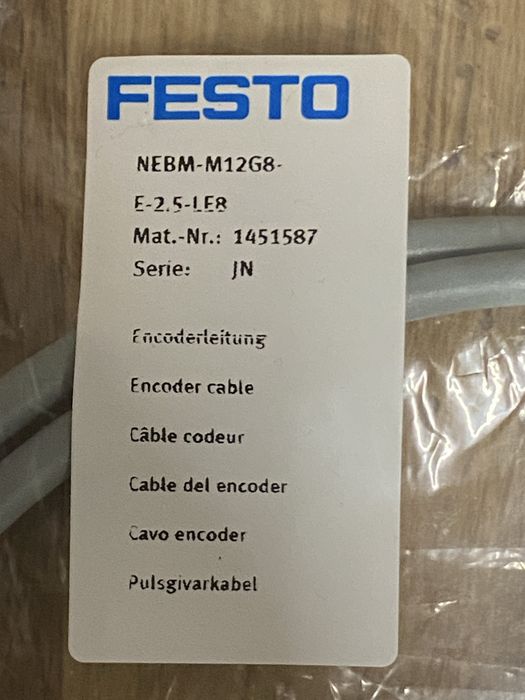 FESTO
NEBM-M12G8-
E-2.5-LE8
Mat.-Nr.: 1451587
Serie: JN
Encoderleitung
Encoder cable
Câble codeur
Cable del encoder
Cavo encoder
Pulsgivarkabel